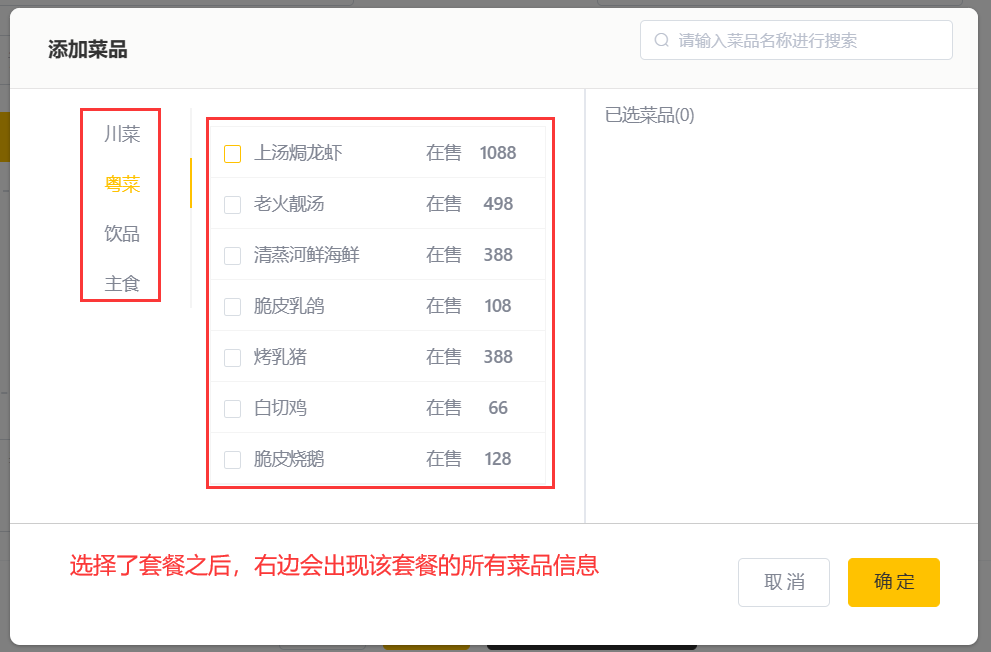 添加菜品
请输入菜品名称进行搜索
川菜
粤菜
饮品
主食
上汤焗龙虾 在售 1088
老火靓汤 在售 498
清蒸河鲜海鲜 在售 388
脆皮乳鸽 在售 108
烤乳猪 在售 388
白切鸡 在售 66
脆皮烧鹅 在售 128
已选菜品(0)
选择了套餐之后，右边会出现该套餐的所有菜品信息
取消
确定